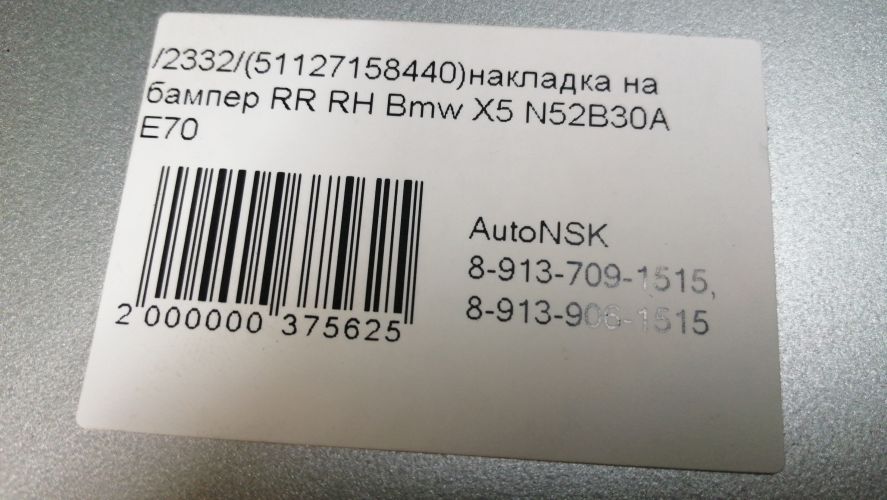 /2332/(51127158440)накладка на
бампер RR RH Bmw X5 N52B30A
E70
AutoNSK
8-913-709-1515,
8-913-906-1515
2 000000 375625